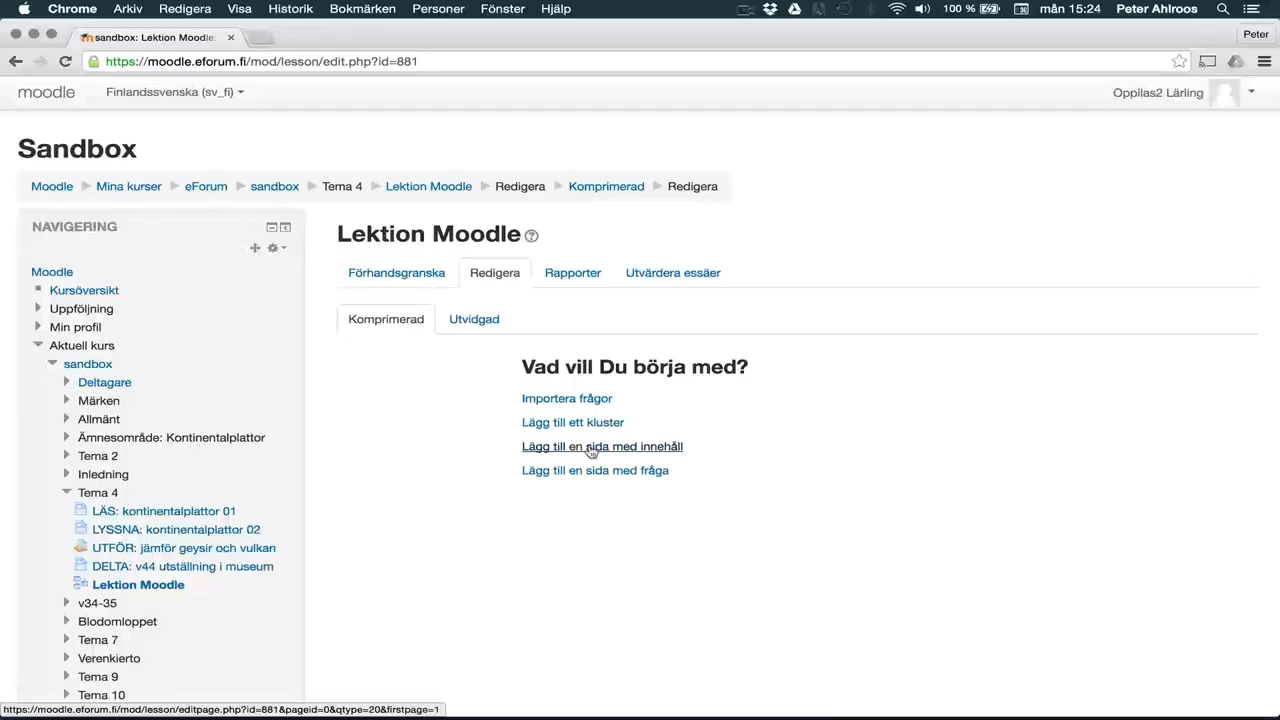 Chrome Arkiv Redigera Visa Historik Bokmärken Personer Fönster Hjälp 100 % mån 15:24 Peter Ahlroos
sandbox: Lektion Moodle: Peter
https://moodle.eforum.fi/mod/lesson/edit.php?id=881
moodle Finlandssvenska (sv_fi) Oppilas2 Lärling
Sandbox
Moodle Mina kurser eForum sandbox Tema 4 Lektion Moodle Redigera Komprimerad Redigera
NAVIGERING
Moodle
Kursöversikt
Uppföljning
Min profil
Aktuell kurs
sandbox
Deltagare
Märken
Allmänt
Ämnesområde: Kontinentalplattor
Tema 2
Inledning
Tema 4
LÄS: kontinentalplattor 01
LYSSNA: kontinentalplattor 02
UTFÖR: jämför geysir och vulkan
DELTA: v44 utställning i museum
Lektion Moodle
v34-35
Blodomloppet
Tema 7
Verenkierto
Tema 9
Tema 10
Lektion Moodle
Förhandsgranska Redigera Rapporter Utvärdera essäer
Komprimerad Utvidgad
Vad vill Du börja med?
Importera frågor
Lägg till ett kluster
Lägg till en sida med innehåll
Lägg till en sida med fråga
https://moodle.eforum.fi/mod/lesson/editpage.php?id=881&pageid=0&qtype=20&firstpage=1